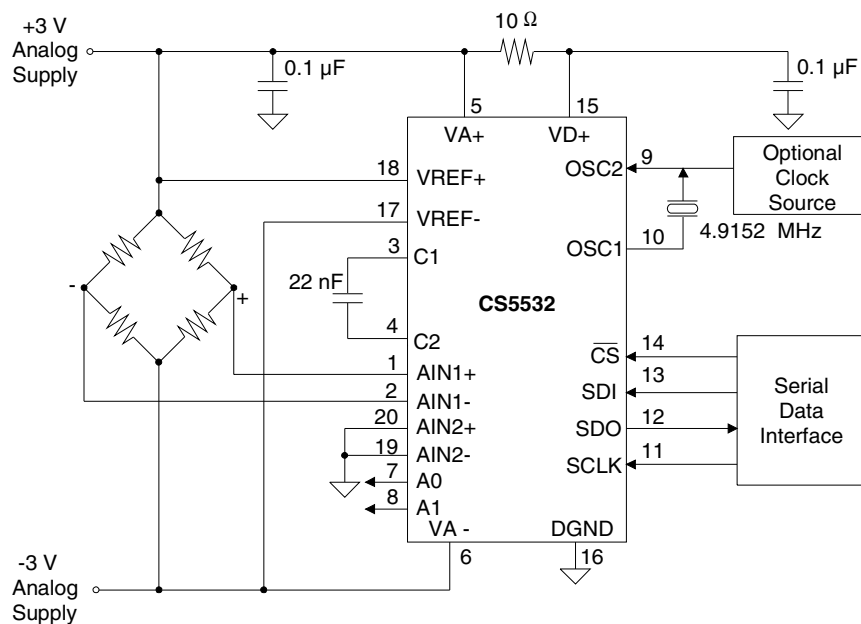 +3 V
Analog
Supply
0.1 µF
10 Ω
0.1 µF
5
15
VA+
VD+
18
VREF+
17
VREF-
3
C1
22 nF
4
C2
1
AIN1+
2
AIN1-
20
AIN2+
19
AIN2-
7
A0
8
A1
VA -
6
DGND
16
CS5532
OSC2
9
Optional
Clock
Source
OSC1
10
4.9152 MHz
CS
14
SDI
13
SDO
12
SCLK
11
Serial
Data
Interface
-
+
-3 V
Analog
Supply